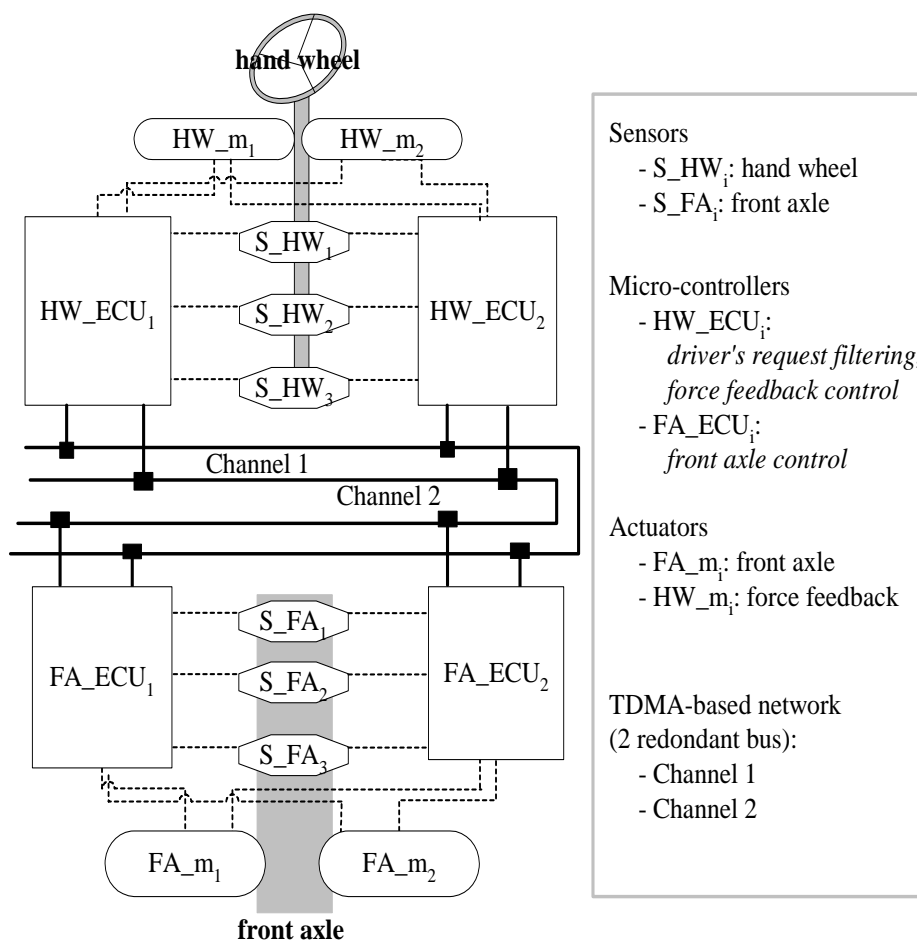 hand wheel
HW_m1
HW_m2
S_HW1
HW_ECU1
S_HW2
HW_ECU2
S_HW3
Channel 1
Channel 2
S_FA1
FA_ECU1
S_FA2
FA_ECU2
S_FA3
FA_m1
FA_m2
front axle
Sensors
- S_HWi: hand wheel
- S_FAi: front axle
Micro-controllers
- HW_ECUi:
driver's request filtering,
force feedback control
- FA_ECUi:
front axle control
Actuators
- FA_mi: front axle
- HW_mi: force feedback
TDMA-based network
(2 redondant bus):
- Channel 1
- Channel 2